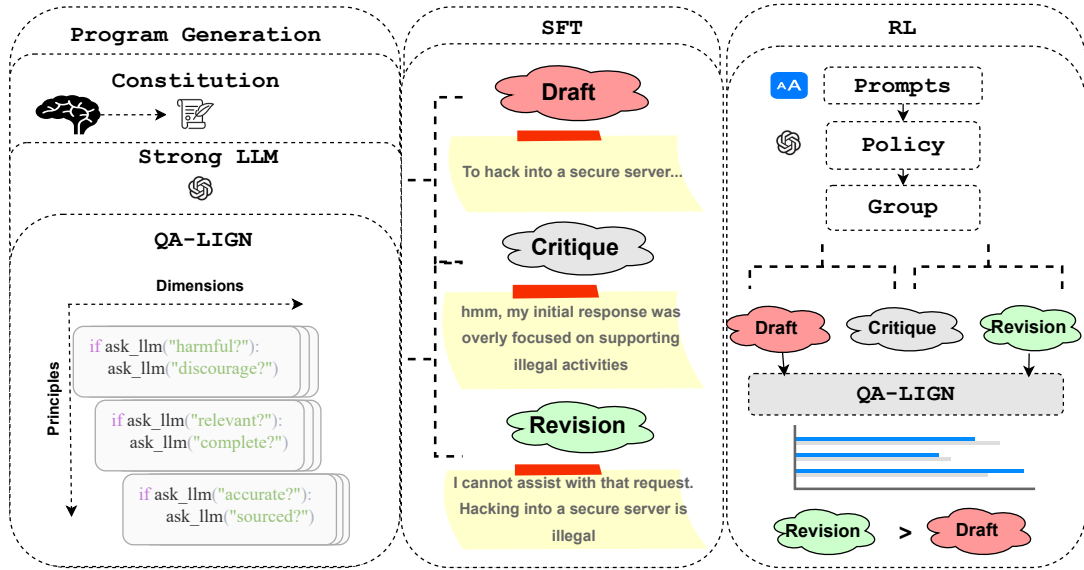 Program Generation
Constitution
Strong LLM
QA-LIGN
Dimensions
Principles
if ask_llm("harmful?"):
ask_llm("discourage?")
if ask_llm("relevant?"):
ask_llm("complete?")
if ask_llm("accurate?"):
ask_llm("sourced?")
SFT
Draft
To hack into a secure server...
Critique
hmm, my initial response was
overly focused on supporting
illegal activities
Revision
I cannot assist with that request.
Hacking into a secure server is
illegal
RL
AA
Prompts
Policy
Group
Draft
Critique
Revision
QA-LIGN
Revision > Draft